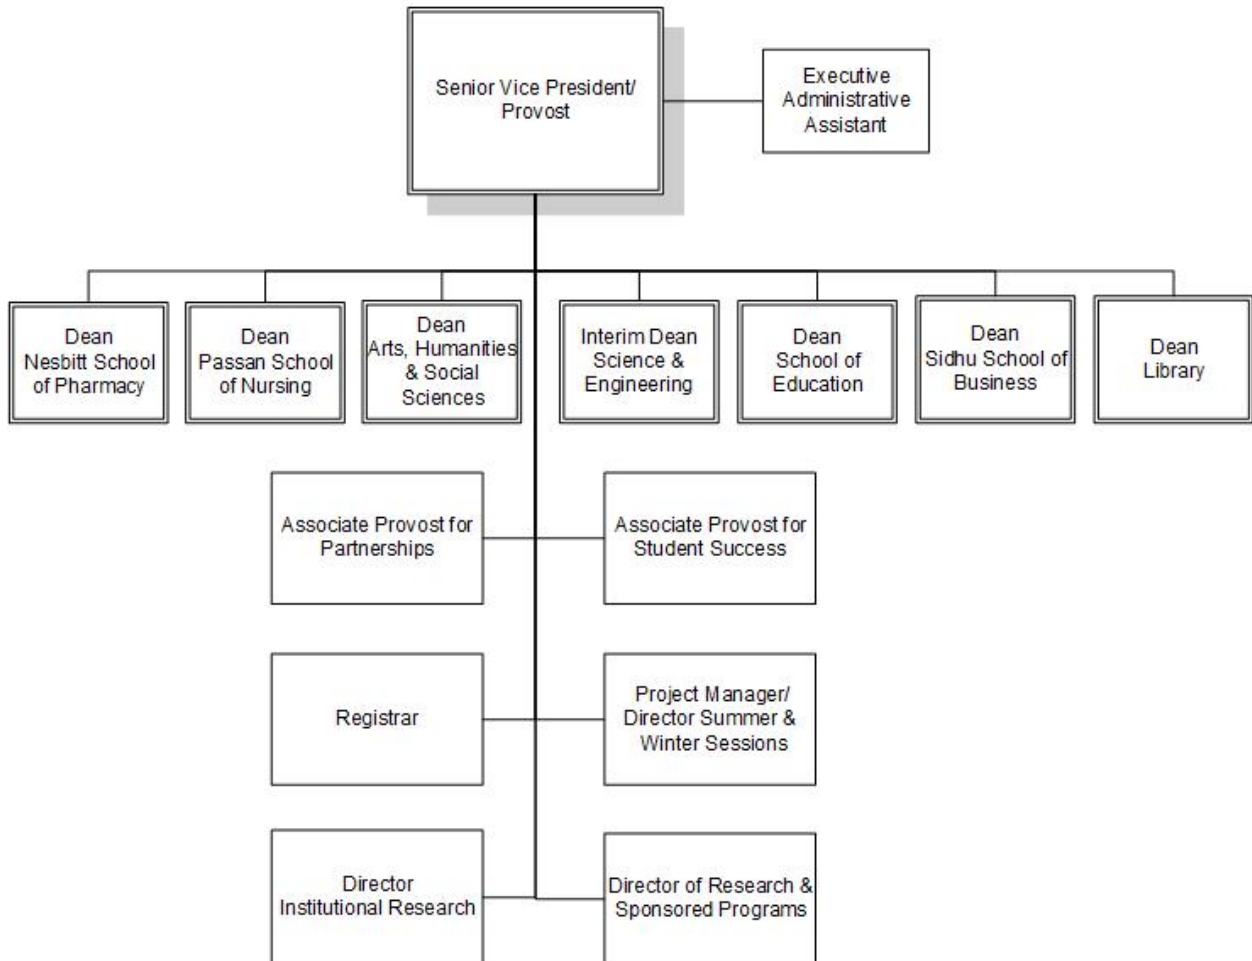 Senior Vice President/
Provost
Executive
Administrative
Assistant
Dean
Nesbitt School
of Pharmacy
Dean
Passan School
of Nursing
Dean
Arts, Humanities
& Social
Sciences
Interim Dean
Science &
Engineering
Dean
School of
Education
Dean
Sidhu School of
Business
Dean
Library
Associate Provost for
Partnerships
Associate Provost for
Student Success
Registrar
Project Manager/
Director Summer &
Winter Sessions
Director
Institutional Research
Director of Research &
Sponsored Programs